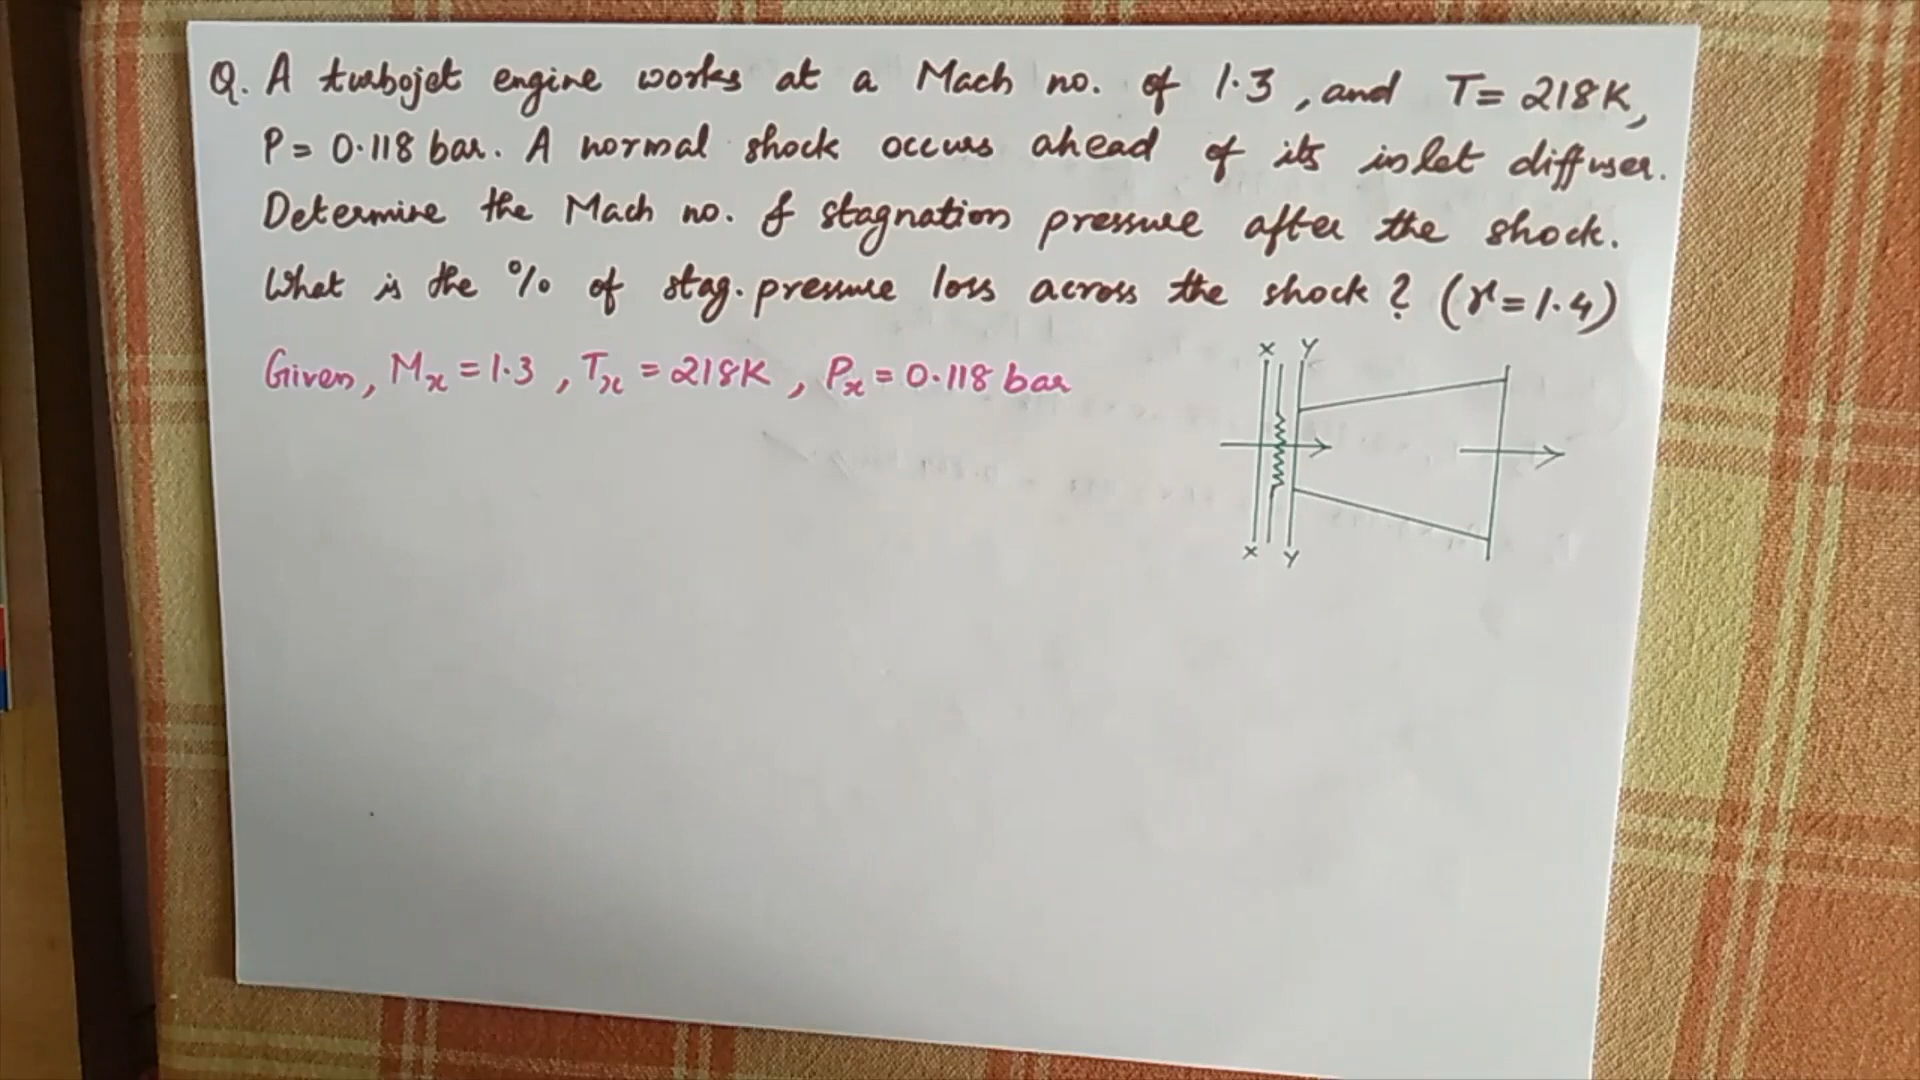 Q. A turbojet engine works at a Mach no. of 1.3, and T= 218K,
P= 0.118 bar. A normal shock occurs ahead of its inlet diffuser.
Determine the Mach no. & stagnation pressure after the shock.
What is the % of stag. pressure loss across the shock? (γ=1.4)
Given, Mx = 1.3, Tx = 218K, Px = 0.118 bar
x y
x y